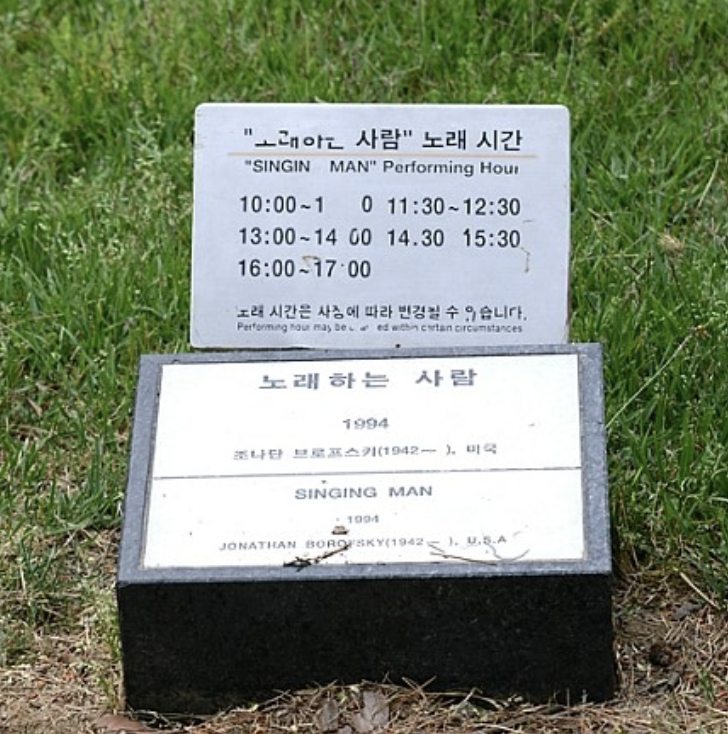 "노래하는 사람" 노래 시간
"SINGIN MAN" Performing Hour
10:00~1 0 11:30~12:30
13:00~14 00 14.30 15:30
16:00~17 00
노래 시간은 사정에 따라 변경될 수 있습니다.
Performing hour may be ed within certain circumstances
노래하는 사람
1994
조나단 브로프스키(1942— ), 미국
SINGING MAN
1994
JONATHAN BOROFSKY(1942— ), U.S.A